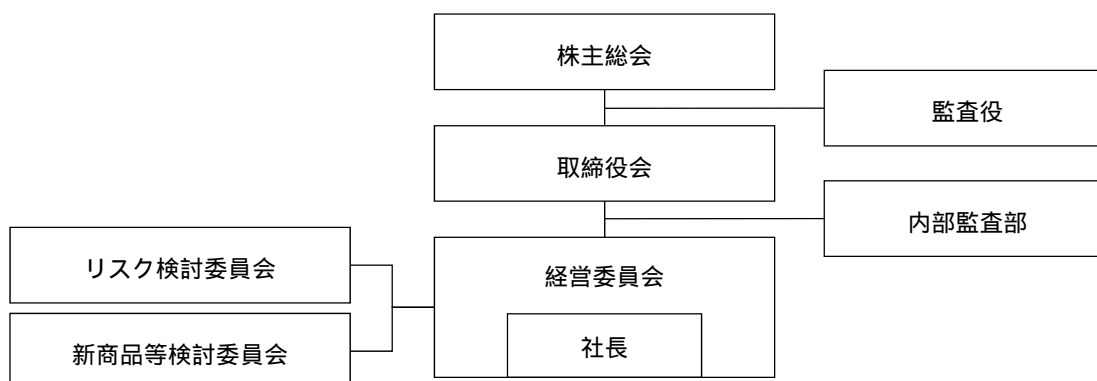 株主総会
監査役
取締役会
内部監査部
リスク検討委員会
経営委員会
新商品等検討委員会
社長